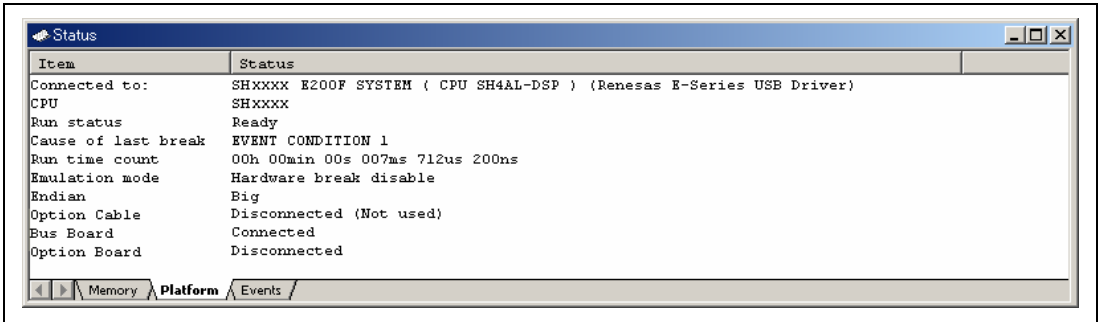 Status
Item Status
Connected to: SHxxxx E200F SYSTEM ( CPU SH4AL-DSP ) (Renesas E-Series USB Driver)
CPU SHxxxx
Run status Ready
Cause of last break EVENT CONDITION 1
Run time count 00h 00min 00s 007ms 712us 200ns
Emulation mode Hardware break disable
Endian Big
Option Cable Disconnected (Not used)
Bus Board Connected
Option Board Disconnected
Memory Platform Events